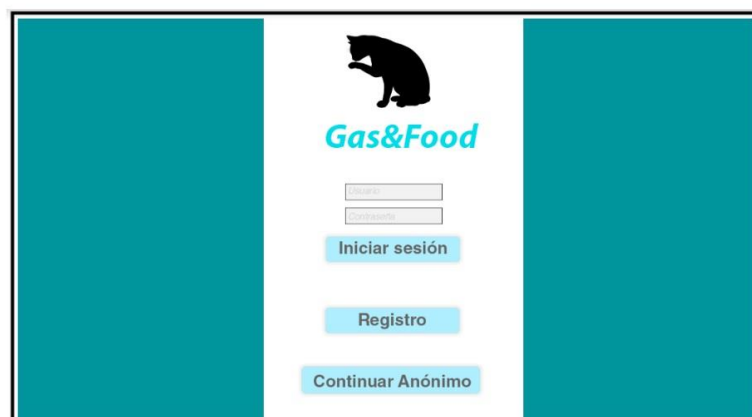 Gas&Food
Usuario
Contraseña
Iniciar sesión
Registro
Continuar Anónimo